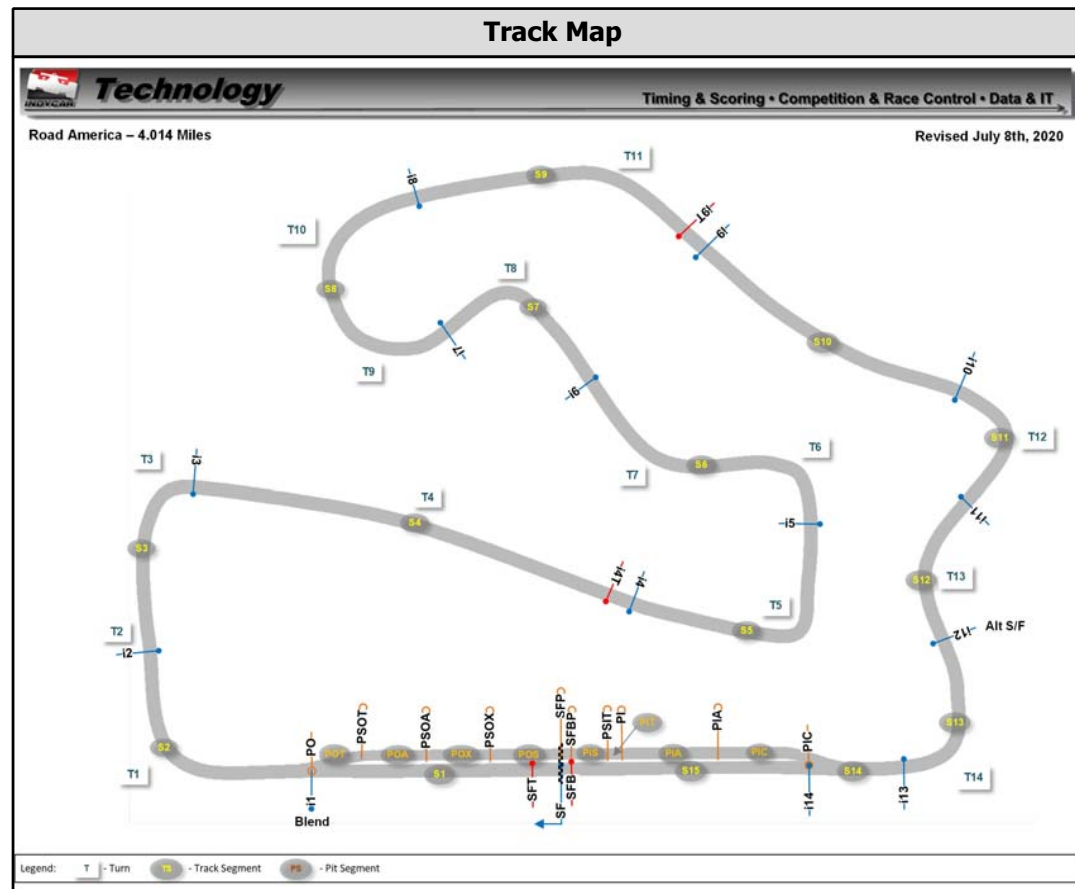 Track Map
INDYCAR Technology
Timing & Scoring • Competition & Race Control • Data & IT
Road America – 4.014 Miles
Revised July 8th, 2020
T11
S9
i8
i9T
i9
T10
T8
S8
S7
S10
i7
T9
i10
i6
S11
T12
T3
i3
T6
S6
T7
T4
i11
S4
i5
S3
S12
T13
i4T
i4
T5
S5
Alt S/F
T2
i2
i12
S13
S2
T1
PO
PSOT
PSOA
PSOX
SFP
SFBP
PSIT
PI
PIT
PIA
PIC
POT
POA
POX
POS
PIS
PIA
PIC
S1
S15
S14
T14
i1
SFT
SF
SFB
i14
i13
Blend
Legend: T - Turn TS - Track Segment PS - Pit Segment